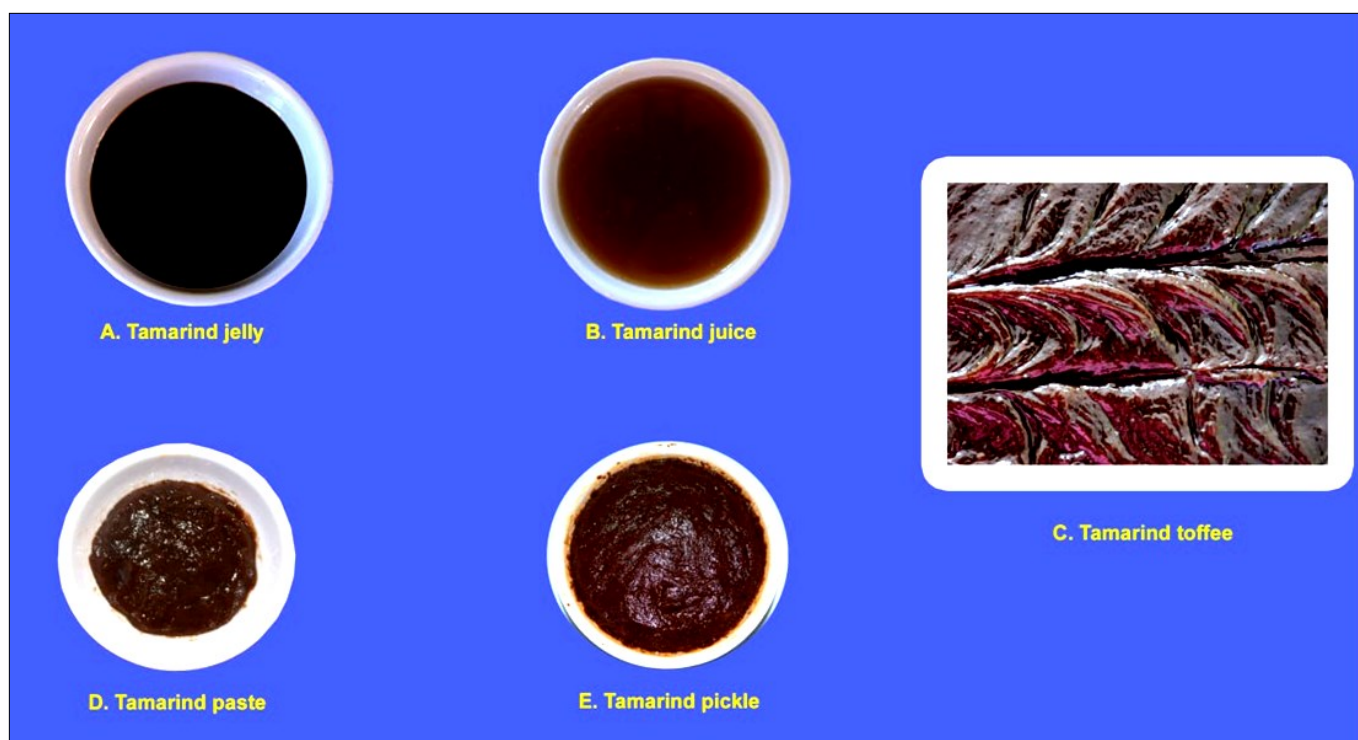 A. Tamarind jelly
B. Tamarind juice
C. Tamarind toffee
D. Tamarind paste
E. Tamarind pickle